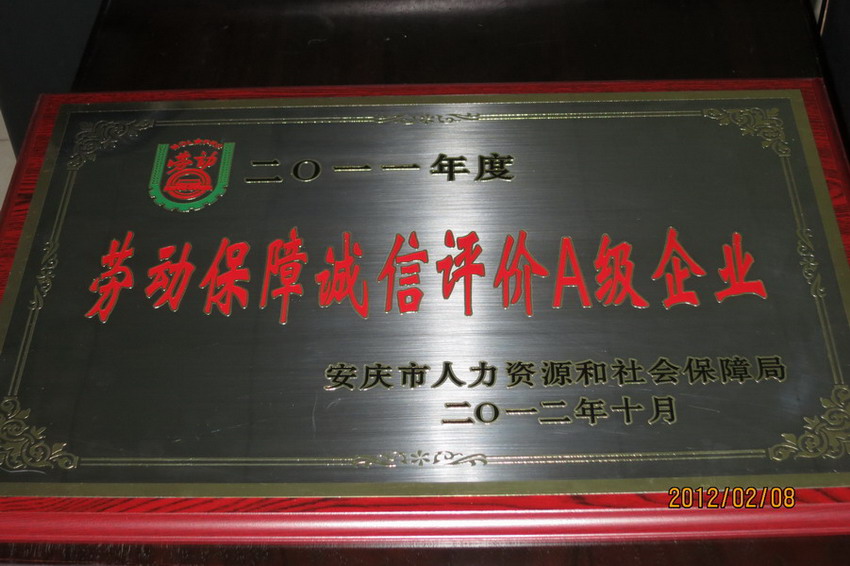 劳动
二〇一一年度
劳动保障诚信评价A级企业
安庆市人力资源和社会保障局
二〇一二年十月
2012/02/08